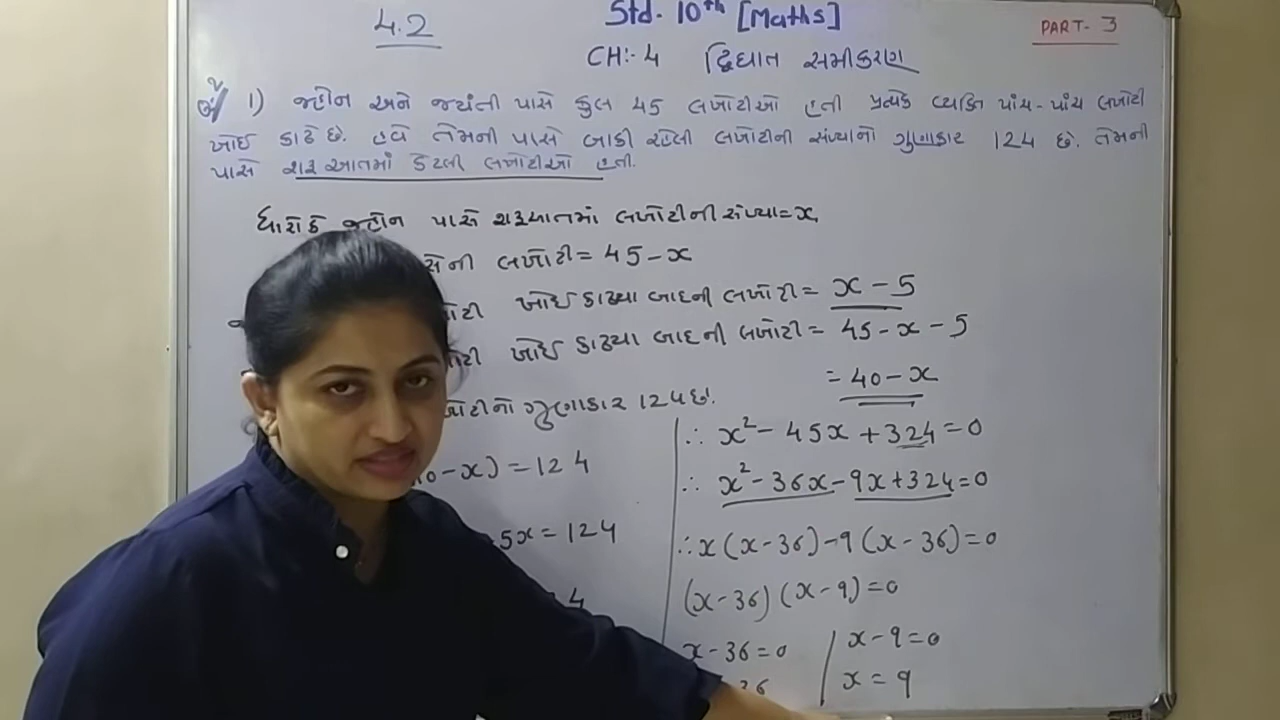 4.2
Std. 10th [Maths]
PART- 3
CH:- 4 દ્વિઘાત સમીકરણ
1) જ્હોન અને જયંતી પાસે કુલ 45 લખોટીઓ હતી પ્રત્યેક વ્યક્તિ પાંચ-પાંચ લખોટી
ખોઈ કાઢે છે. હવે તેમની પાસે બાકી રહેલી લખોટીની સંખ્યાનો ગુણાકાર 124 છે. તેમની
પાસે શરૂઆતમાં કેટલી લખોટીઓ હતી.
ધારોકે જ્હોન પાસે શરૂઆતમાં લખોટીની સંખ્યા=x
સેની લખોટી = 45-x
ખોટી ખોઈ કાઢ્યા બાદની લખોટી = x-5
ખોટી ખોઈ કાઢ્યા બાદની લખોટી = 45-x-5
= 40-x
ખોટીનો ગુણાકાર 124 છે.
-x) = 124
5x = 124
4
∴ x²-45x+324=0
∴ x²-36x-9x+324=0
∴ x(x-36)-9(x-36)=0
(x-36)(x-9)=0
x-36=0
36
x-9=0
x=9